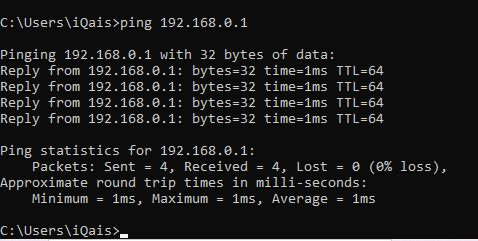 C:\Users\iQais>ping 192.168.0.1
Pinging 192.168.0.1 with 32 bytes of data:
Reply from 192.168.0.1: bytes=32 time=1ms TTL=64
Reply from 192.168.0.1: bytes=32 time=1ms TTL=64
Reply from 192.168.0.1: bytes=32 time=1ms TTL=64
Reply from 192.168.0.1: bytes=32 time=1ms TTL=64
Ping statistics for 192.168.0.1:
    Packets: Sent = 4, Received = 4, Lost = 0 (0% loss),
Approximate round trip times in milli-seconds:
    Minimum = 1ms, Maximum = 1ms, Average = 1ms
C:\Users\iQais>